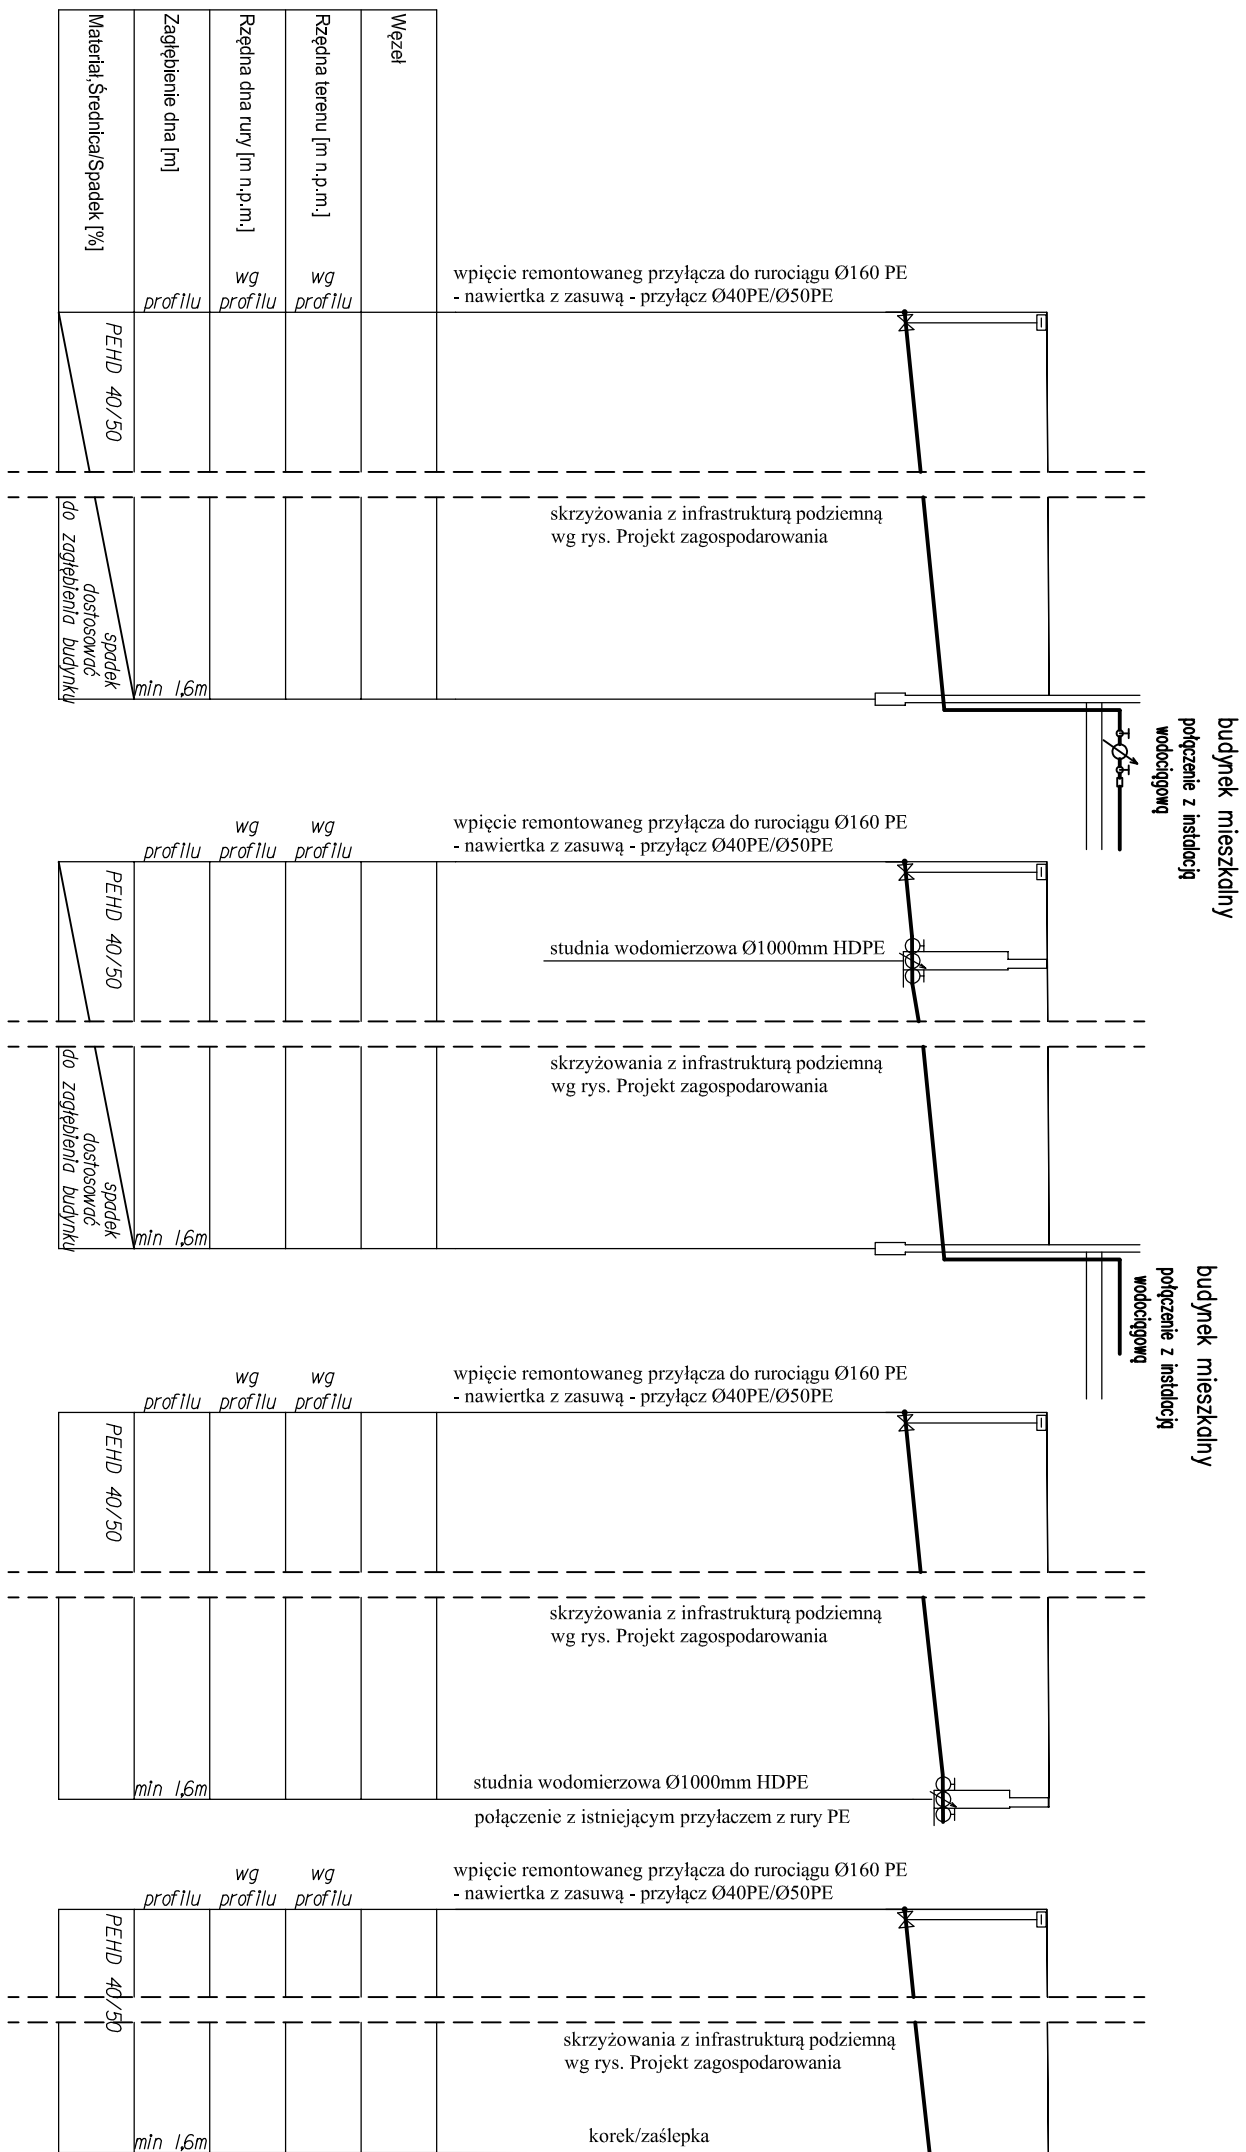 Węzeł
Rzędna terenu [m n.p.m.]
Rzędna dna rury [m n.p.m.]
Zagłębienie dna [m]
Materiał,Średnica/Spadek [%]
wpięcie remontowaneg przyłącza do rurociągu Ø160 PE
- nawiertka z zasuwą - przyłącz Ø40PE/Ø50PE
wg
profilu
wg
profilu
profilu
PEHD 40/50
skrzyżowania z infrastrukturą podziemną
wg rys. Projekt zagospodarowania
spadek
dostosować
do zagłębienia budynku
min 1,6m
budynek mieszkalny
połączenie z instalacją
wodociągową
wpięcie remontowaneg przyłącza do rurociągu Ø160 PE
- nawiertka z zasuwą - przyłącz Ø40PE/Ø50PE
wg
profilu
wg
profilu
profilu
PEHD 40/50
studnia wodomierzowa Ø1000mm HDPE
skrzyżowania z infrastrukturą podziemną
wg rys. Projekt zagospodarowania
spadek
dostosować
do zagłębienia budynku
min 1,6m
budynek mieszkalny
połączenie z instalacją
wodociągową
wpięcie remontowaneg przyłącza do rurociągu Ø160 PE
- nawiertka z zasuwą - przyłącz Ø40PE/Ø50PE
wg
profilu
wg
profilu
profilu
PEHD 40/50
skrzyżowania z infrastrukturą podziemną
wg rys. Projekt zagospodarowania
min 1,6m
studnia wodomierzowa Ø1000mm HDPE
połączenie z istniejącym przyłaczem z rury PE
wpięcie remontowaneg przyłącza do rurociągu Ø160 PE
- nawiertka z zasuwą - przyłącz Ø40PE/Ø50PE
wg
profilu
wg
profilu
profilu
PEHD 40/50
skrzyżowania z infrastrukturą podziemną
wg rys. Projekt zagospodarowania
min 1,6m
korek/zaślepka